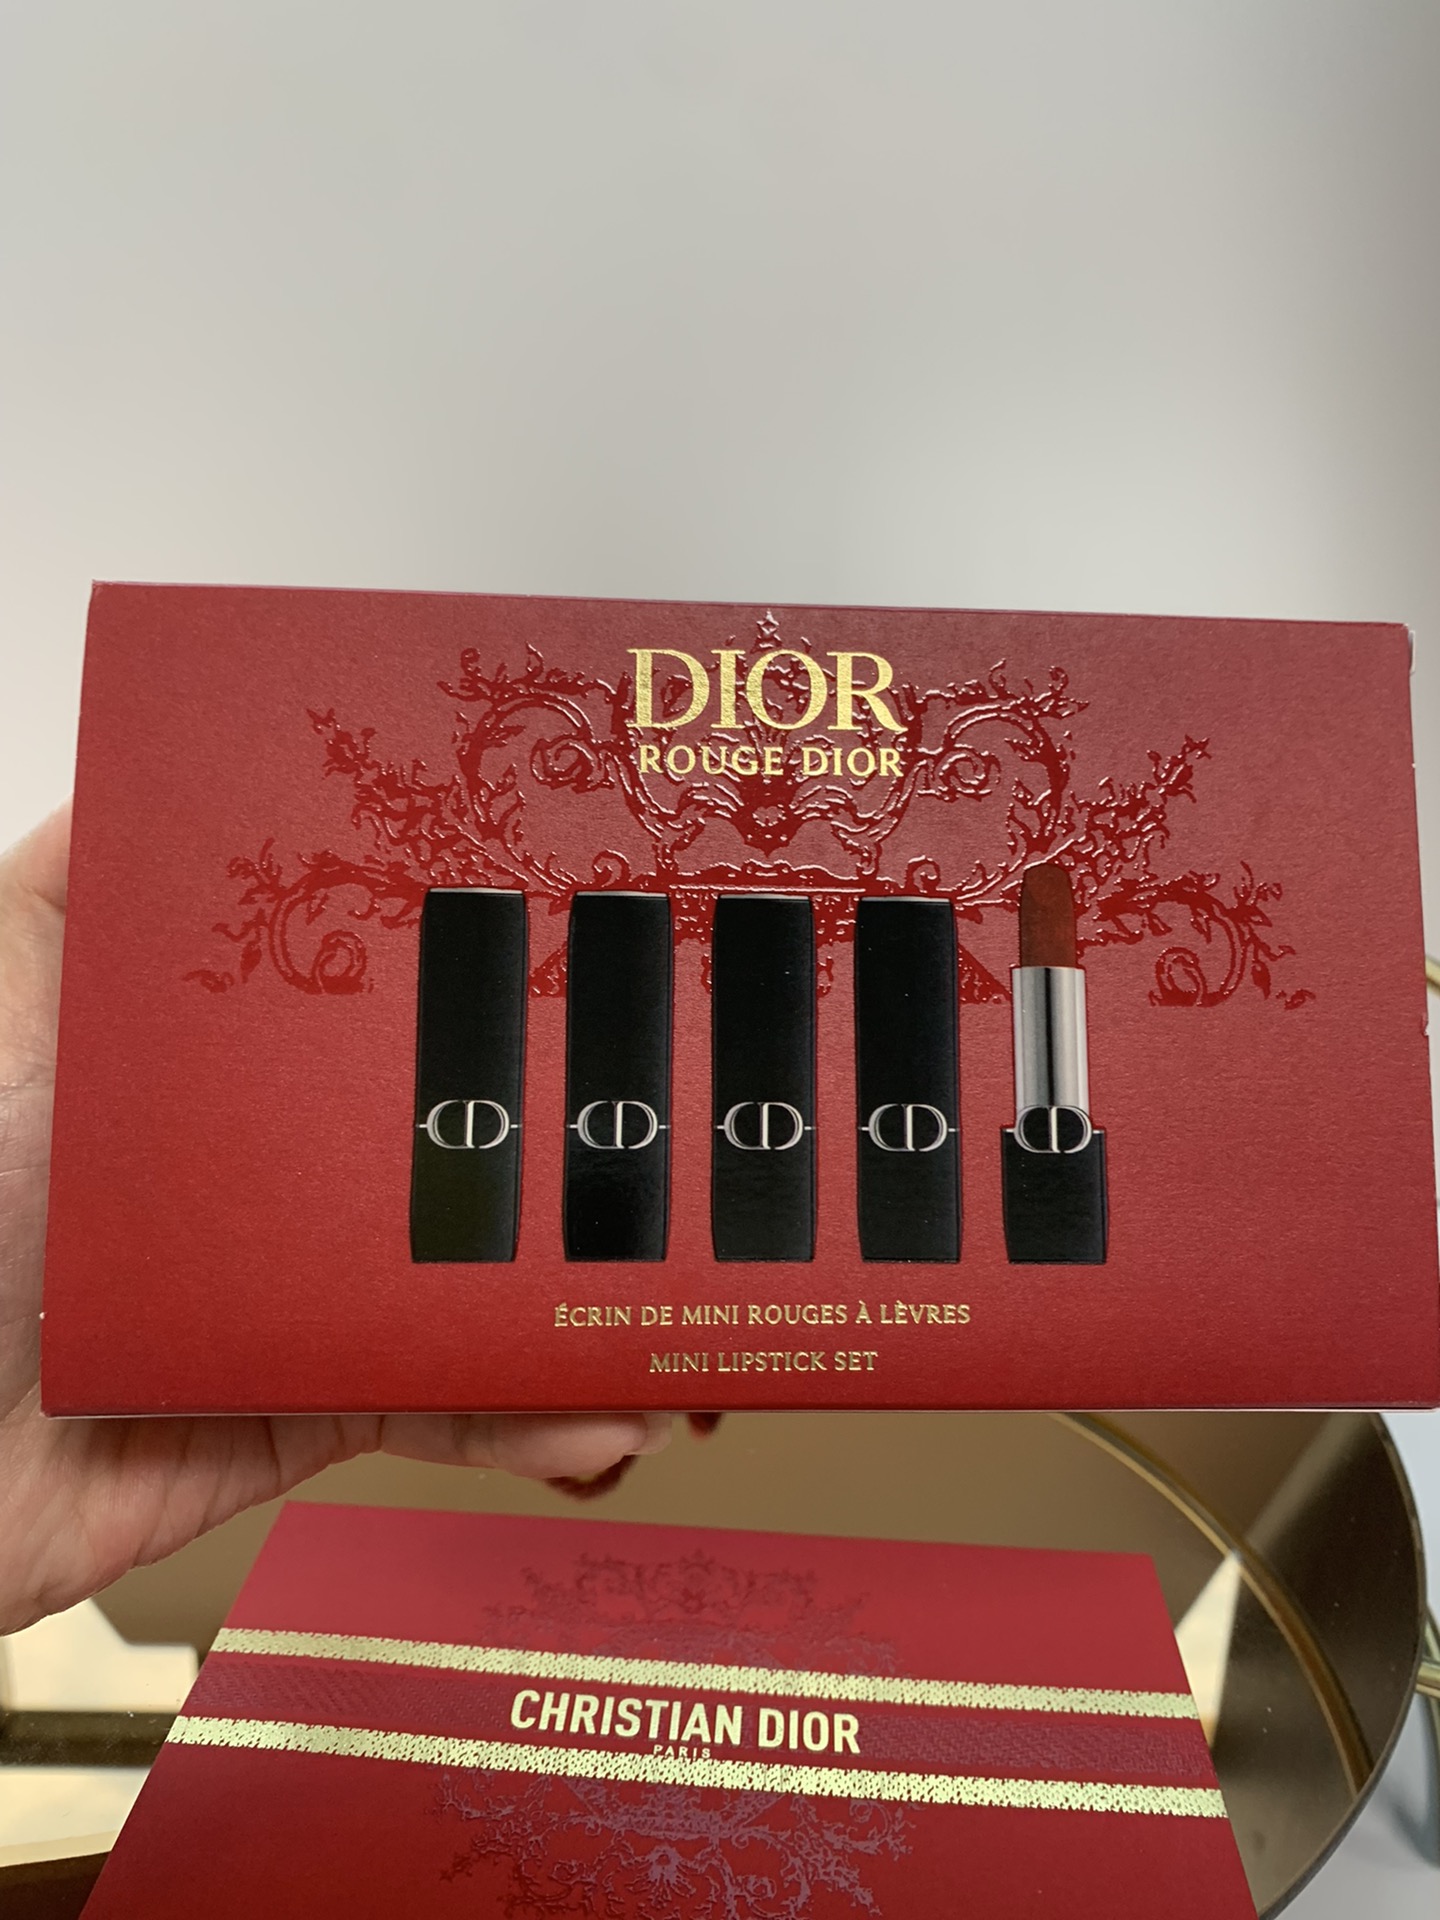 DIOR
ROUGE DIOR
ÉCRIN DE MINI ROUGES À LÈVRES
MINI LIPSTICK SET
CHRISTIAN DIOR
PARIS